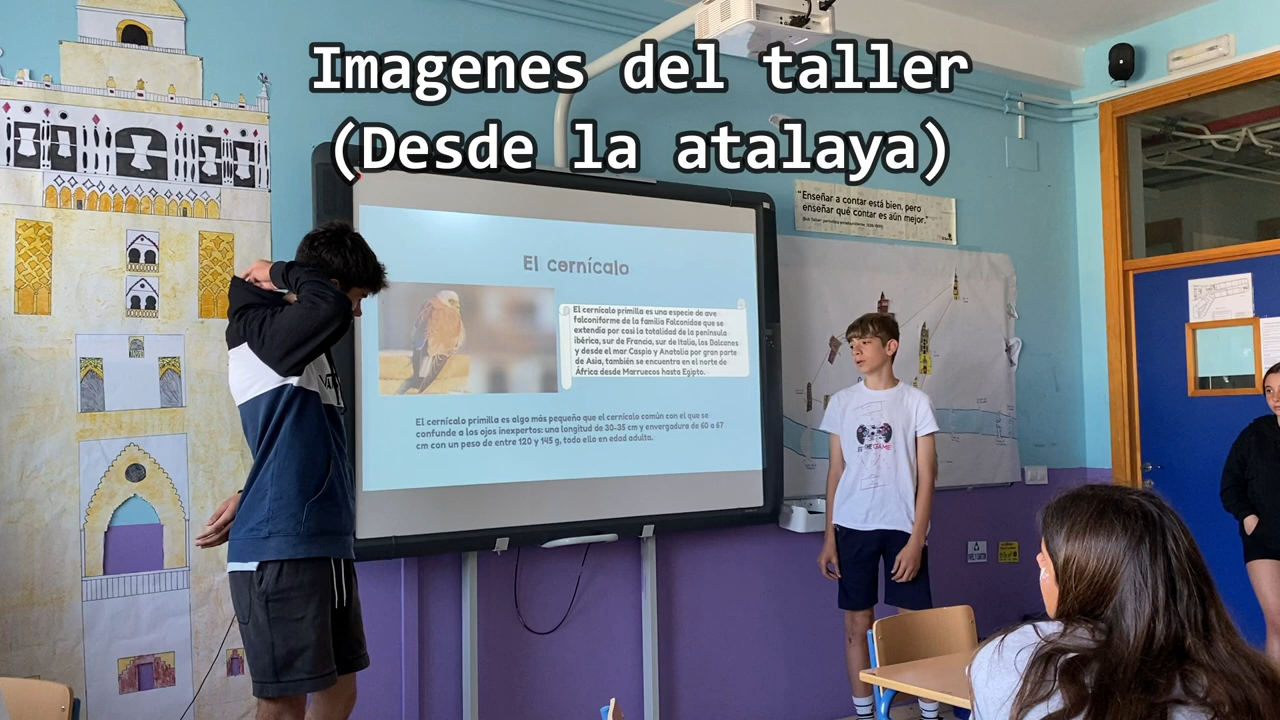 Imagenes del taller
(Desde la atalaya)
"Enseñar a contar está bien, pero
enseñar qué contar es aún mejor."
El cernícalo
El cernícalo primilla es una especie de ave
falconiforme de la familia Falconidae que se
extendía por casi la totalidad de la península
ibérica, sur de Francia, sur de Italia, los Balcanes
y desde el mar Caspio y Anatolia por gran parte
de Asia, también se encuentra en el norte de
África desde Marruecos hasta Egipto.
El cernícalo primilla es algo más pequeño que el cernícalo común con el que se
confunde a los ojos inexpertos: una longitud de 30-35 cm y envergadura de 60 a 67
cm con un peso de entre 120 y 145 g, todo ello en edad adulta.
GAME